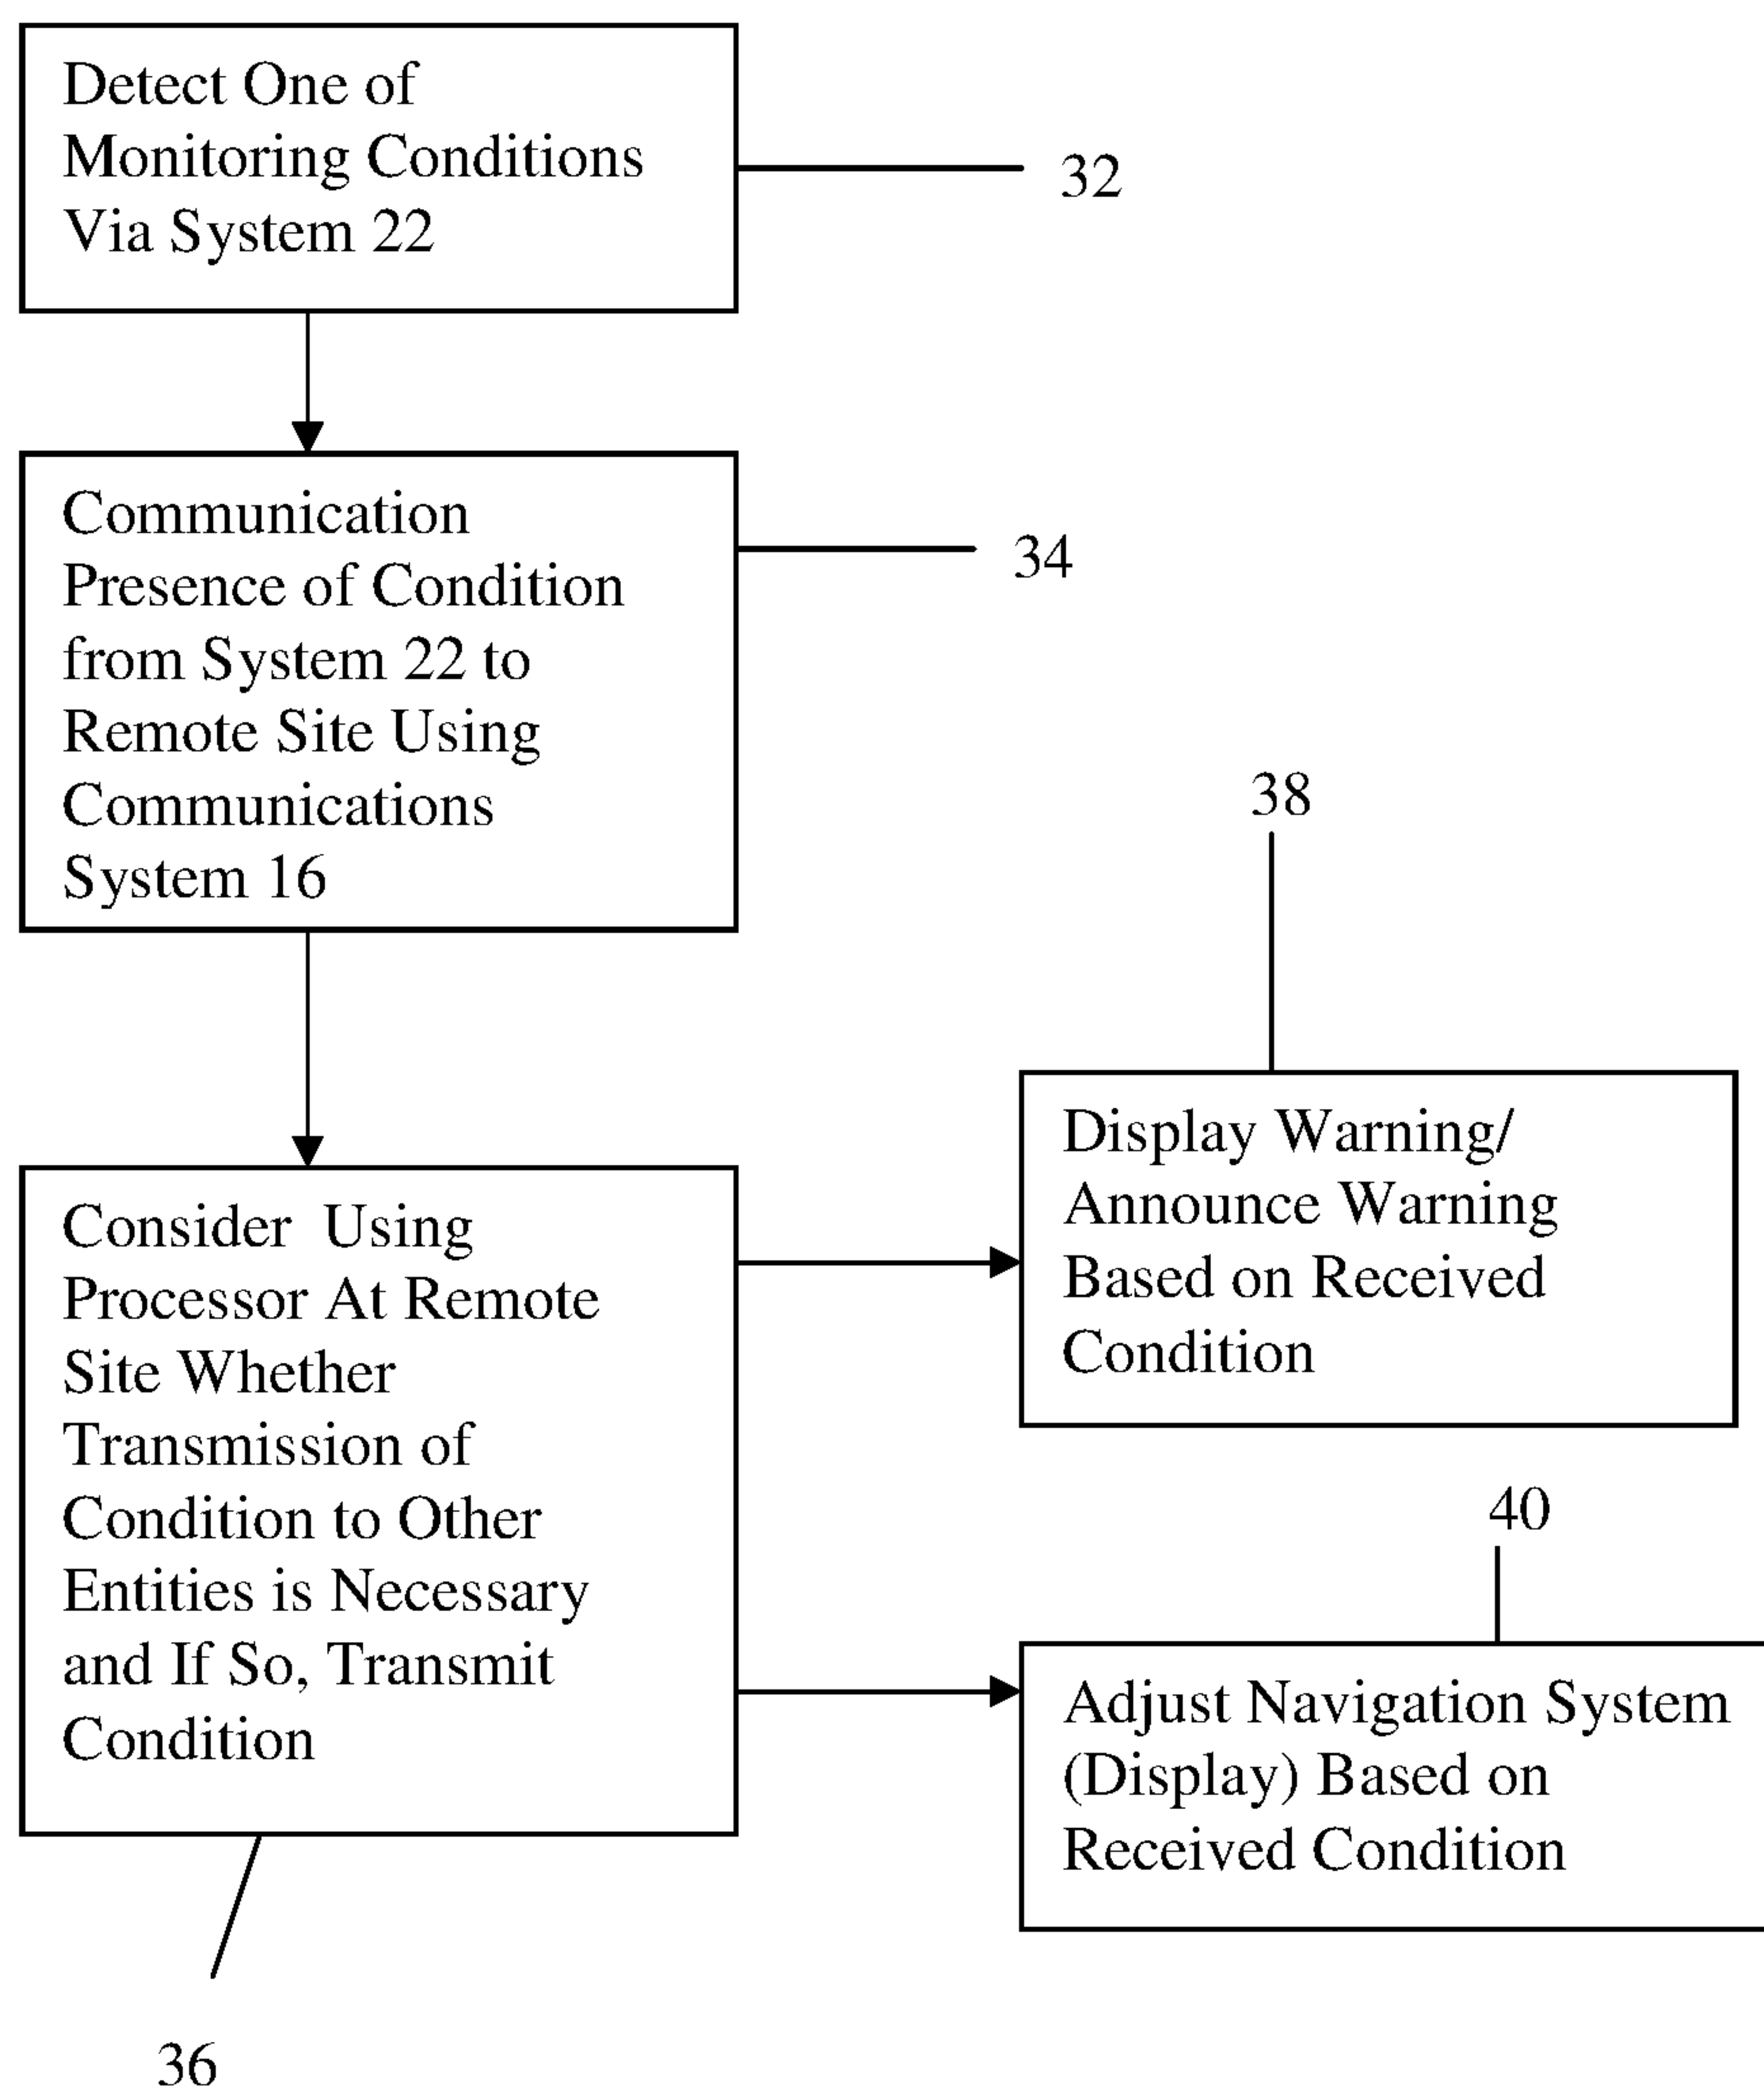 Detect One of
Monitoring Conditions
Via System 22
32
Communication
Presence of Condition
from System 22 to
Remote Site Using
Communications
System 16
34
38
Consider Using
Processor At Remote
Site Whether
Transmission of
Condition to Other
Entities is Necessary
and If So, Transmit
Condition
36
Display Warning/
Announce Warning
Based on Received
Condition
40
Adjust Navigation System
(Display) Based on
Received Condition